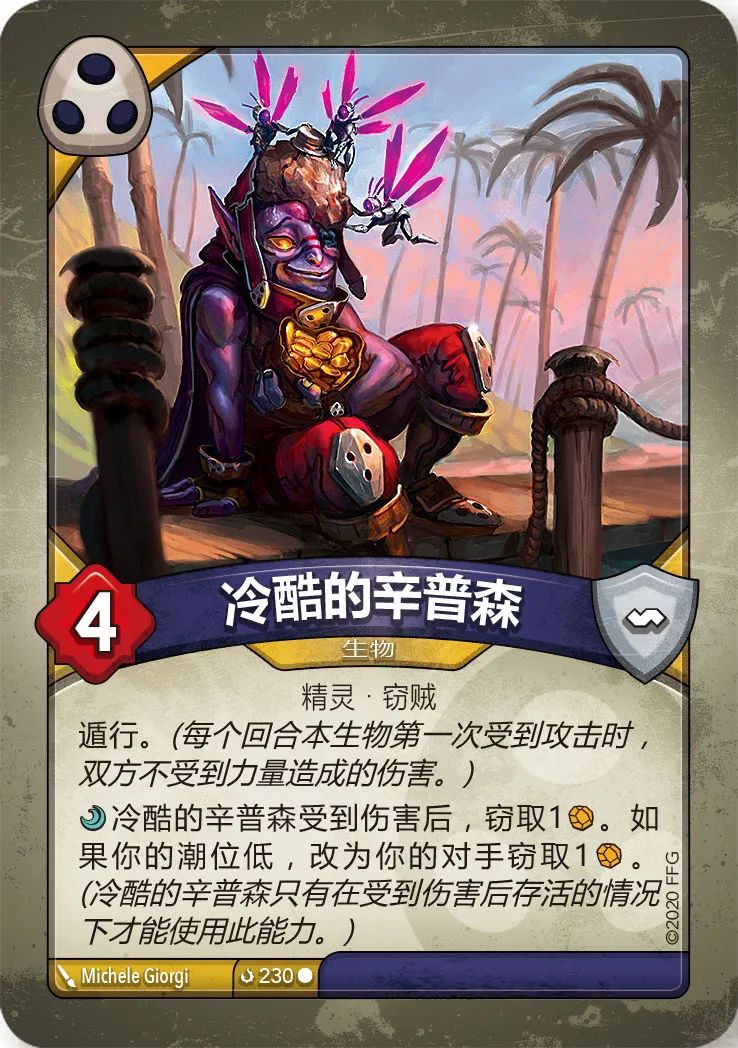 4
冷酷的辛普森
~
生物
精灵 · 窃贼
遁行。(每个回合本生物第一次受到攻击时，
双方不受到力量造成的伤害。)
冷酷的辛普森受到伤害后，窃取1。如
果你的潮位低，改为你的对手窃取1。
(冷酷的辛普森只有在受到伤害后存活的情况
下才能使用此能力。)
©2020 FFG
Michele Giorgi
230